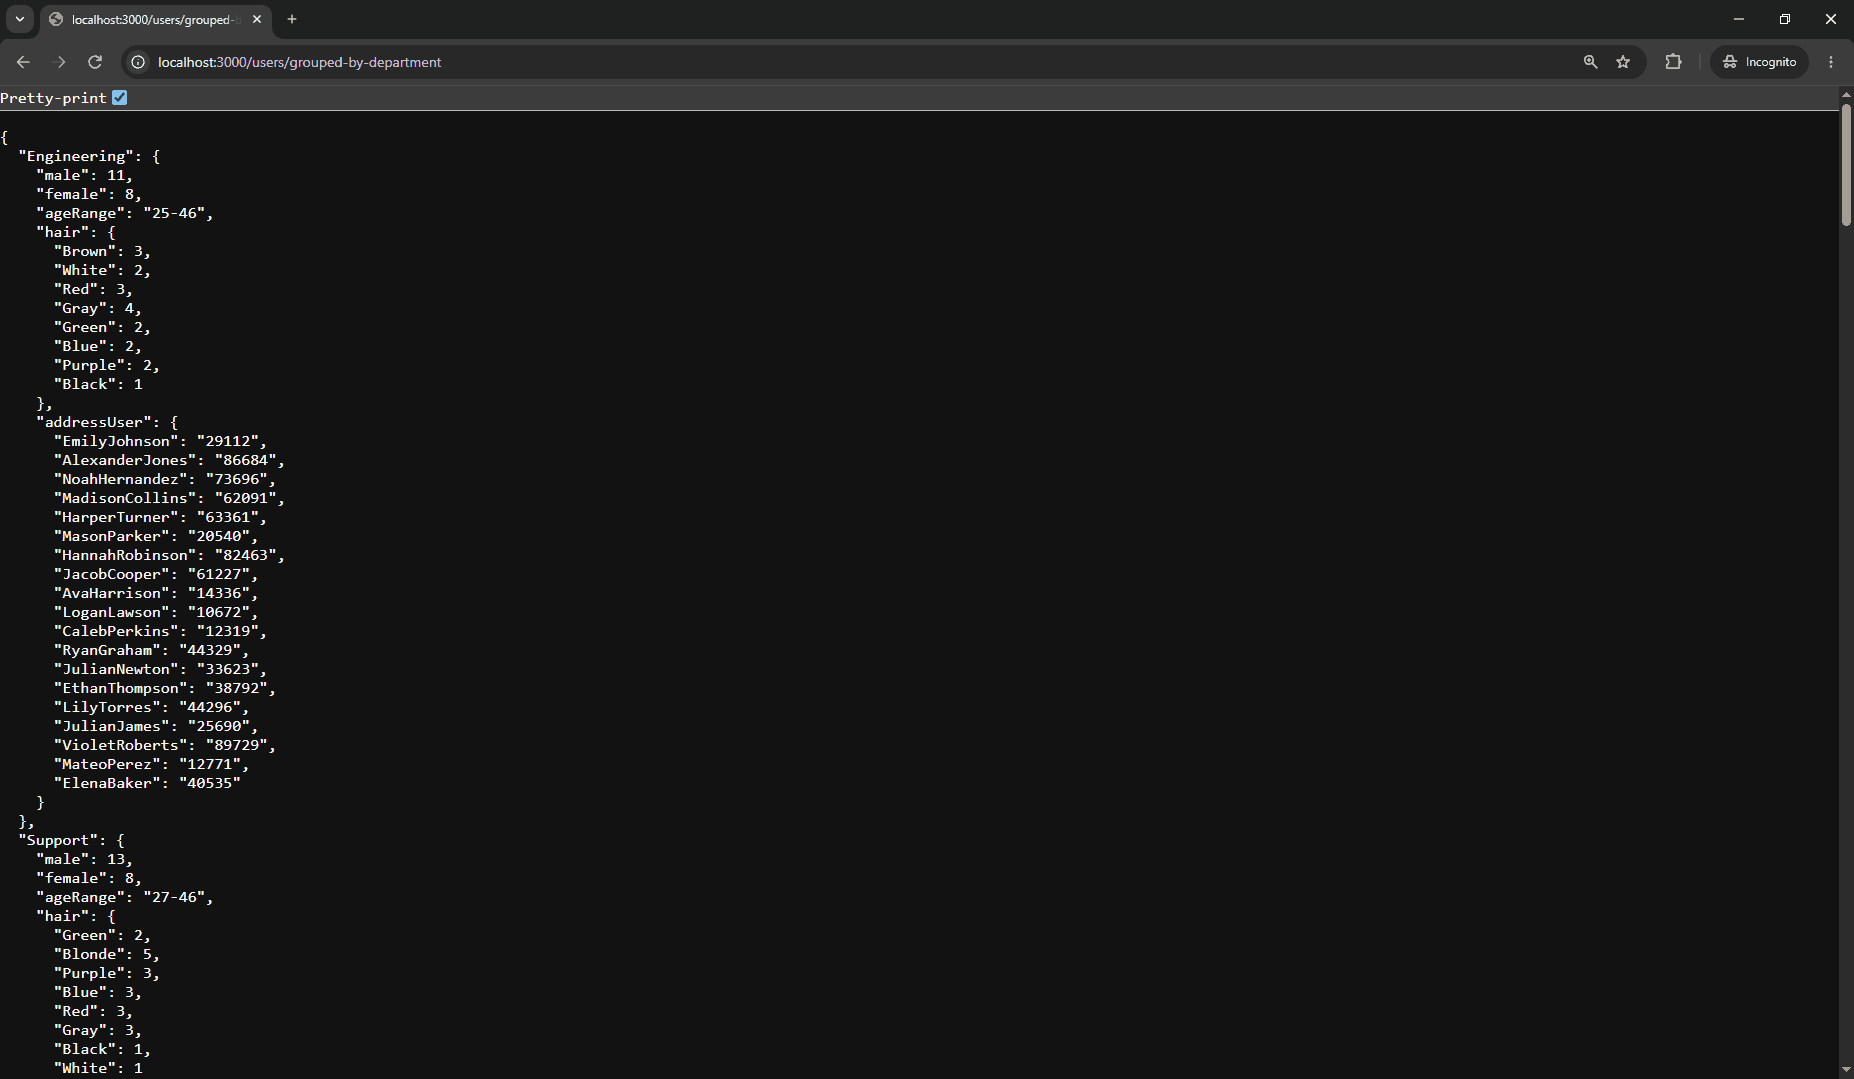 localhost:3000/users/grouped-b
localhost:3000/users/grouped-by-department
Incognito
Pretty-print
{
  "Engineering": {
    "male": 11,
    "female": 8,
    "ageRange": "25-46",
    "hair": {
      "Brown": 3,
      "White": 2,
      "Red": 3,
      "Gray": 4,
      "Green": 2,
      "Blue": 2,
      "Purple": 2,
      "Black": 1
    },
    "addressUser": {
      "EmilyJohnson": "29112",
      "AlexanderJones": "86684",
      "NoahHernandez": "73696",
      "MadisonCollins": "62091",
      "HarperTurner": "63361",
      "MasonParker": "20540",
      "HannahRobinson": "82463",
      "JacobCooper": "61227",
      "AvaHarrison": "14336",
      "LoganLawson": "10672",
      "CalebPerkins": "12319",
      "RyanGraham": "44329",
      "JulianNewton": "33623",
      "EthanThompson": "38792",
      "LilyTorres": "44296",
      "JulianJames": "25690",
      "VioletRoberts": "89729",
      "MateoPerez": "12771",
      "ElenaBaker": "40535"
    }
  },
  "Support": {
    "male": 13,
    "female": 8,
    "ageRange": "27-46",
    "hair": {
      "Green": 2,
      "Blonde": 5,
      "Purple": 3,
      "Blue": 3,
      "Red": 3,
      "Gray": 3,
      "Black": 1,
      "White": 1